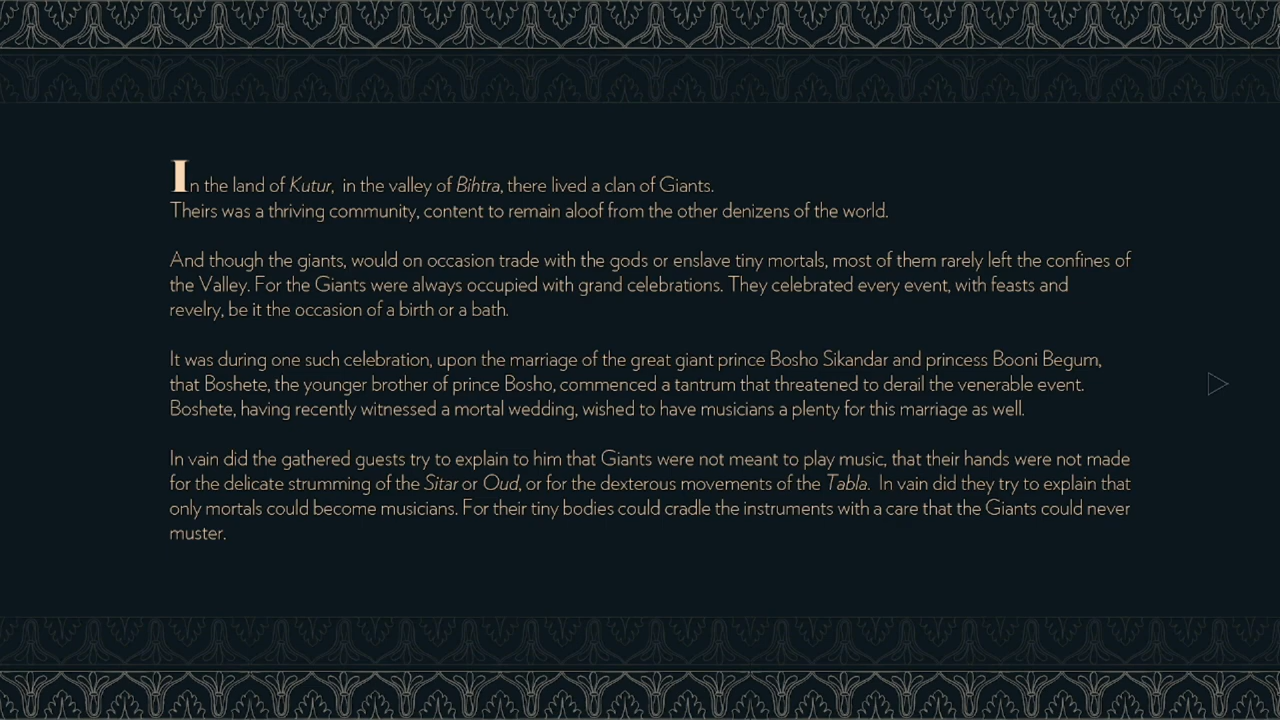 In the land of Kutur, in the valley of Bihtra, there lived a clan of Giants.
Theirs was a thriving community, content to remain aloof from the other denizens of the world.
And though the giants, would on occasion trade with the gods or enslave tiny mortals, most of them rarely left the confines of
the Valley. For the Giants were always occupied with grand celebrations. They celebrated every event, with feasts and
revelry, be it the occasion of a birth or a bath.
It was during one such celebration, upon the marriage of the great giant prince Bosho Sikandar and princess Booni Begum,
that Boshete, the younger brother of prince Bosho, commenced a tantrum that threatened to derail the venerable event.
Boshete, having recently witnessed a mortal wedding, wished to have musicians a plenty for this marriage as well.
In vain did the gathered guests try to explain to him that Giants were not meant to play music, that their hands were not made
for the delicate strumming of the Sitar or Oud, or for the dexterous movements of the Tabla. In vain did they try to explain that
only mortals could become musicians. For their tiny bodies could cradle the instruments with a care that the Giants could never
muster.